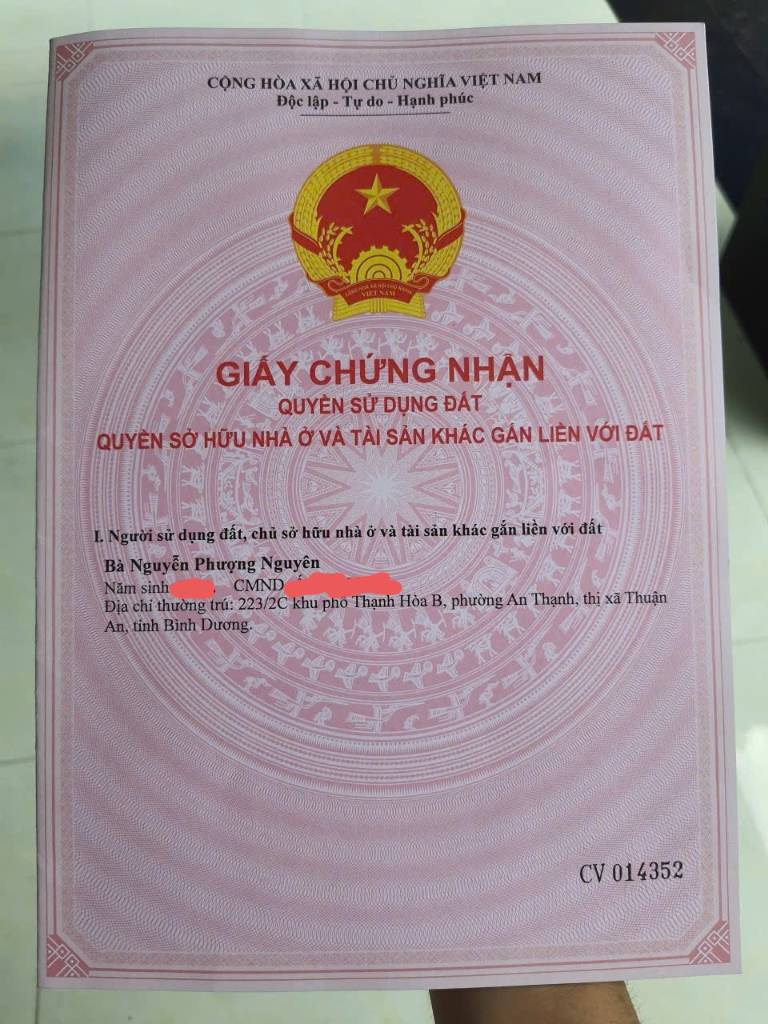 CỘNG HÒA XÃ HỘI CHỦ NGHĨA VIỆT NAM
Độc lập - Tự do - Hạnh phúc
VIỆT NAM
GIẤY CHỨNG NHẬN
QUYỀN SỬ DỤNG ĐẤT
QUYỀN SỞ HỮU NHÀ Ở VÀ TÀI SẢN KHÁC GẮN LIỀN VỚI ĐẤT
I. Người sử dụng đất, chủ sở hữu nhà ở và tài sản khác gắn liền với đất
Bà Nguyễn Phượng Nguyên
Năm sinh CMND
Địa chỉ thường trú: 223/2C khu phố Thạnh Hòa B, phường An Thạnh, thị xã Thuận
An, tỉnh Bình Dương.
CV 014352